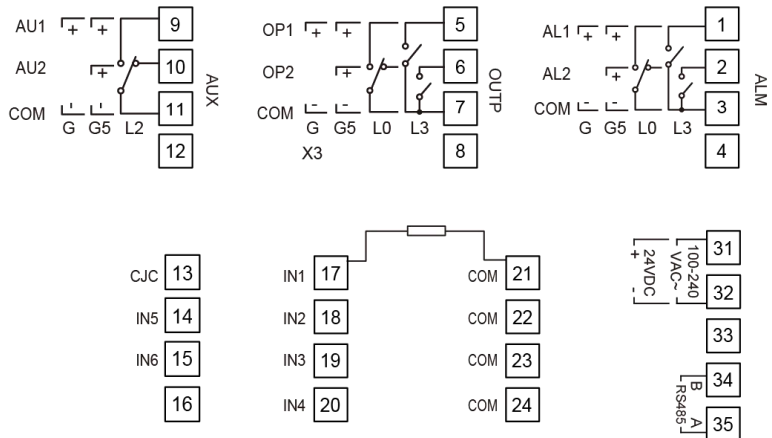 AU1 + + 9
AU2 + 10
COM - - 11
G G5 L2
12
AUX
OP1 + + 5
OP2 + 6
COM - - 7
G G5 L0 L3
X3 8
OUTP
AL1 + + 1
AL2 + 2
COM - - 3
G G5 L0 L3
4
ALM
CJC 13
IN5 14
IN6 15
16
IN1 17
IN2 18
IN3 19
IN4 20
COM 21
COM 22
COM 23
COM 24
+ 24VDC -
100-240
VAC~
31
32
33
34
35
B A
RS485